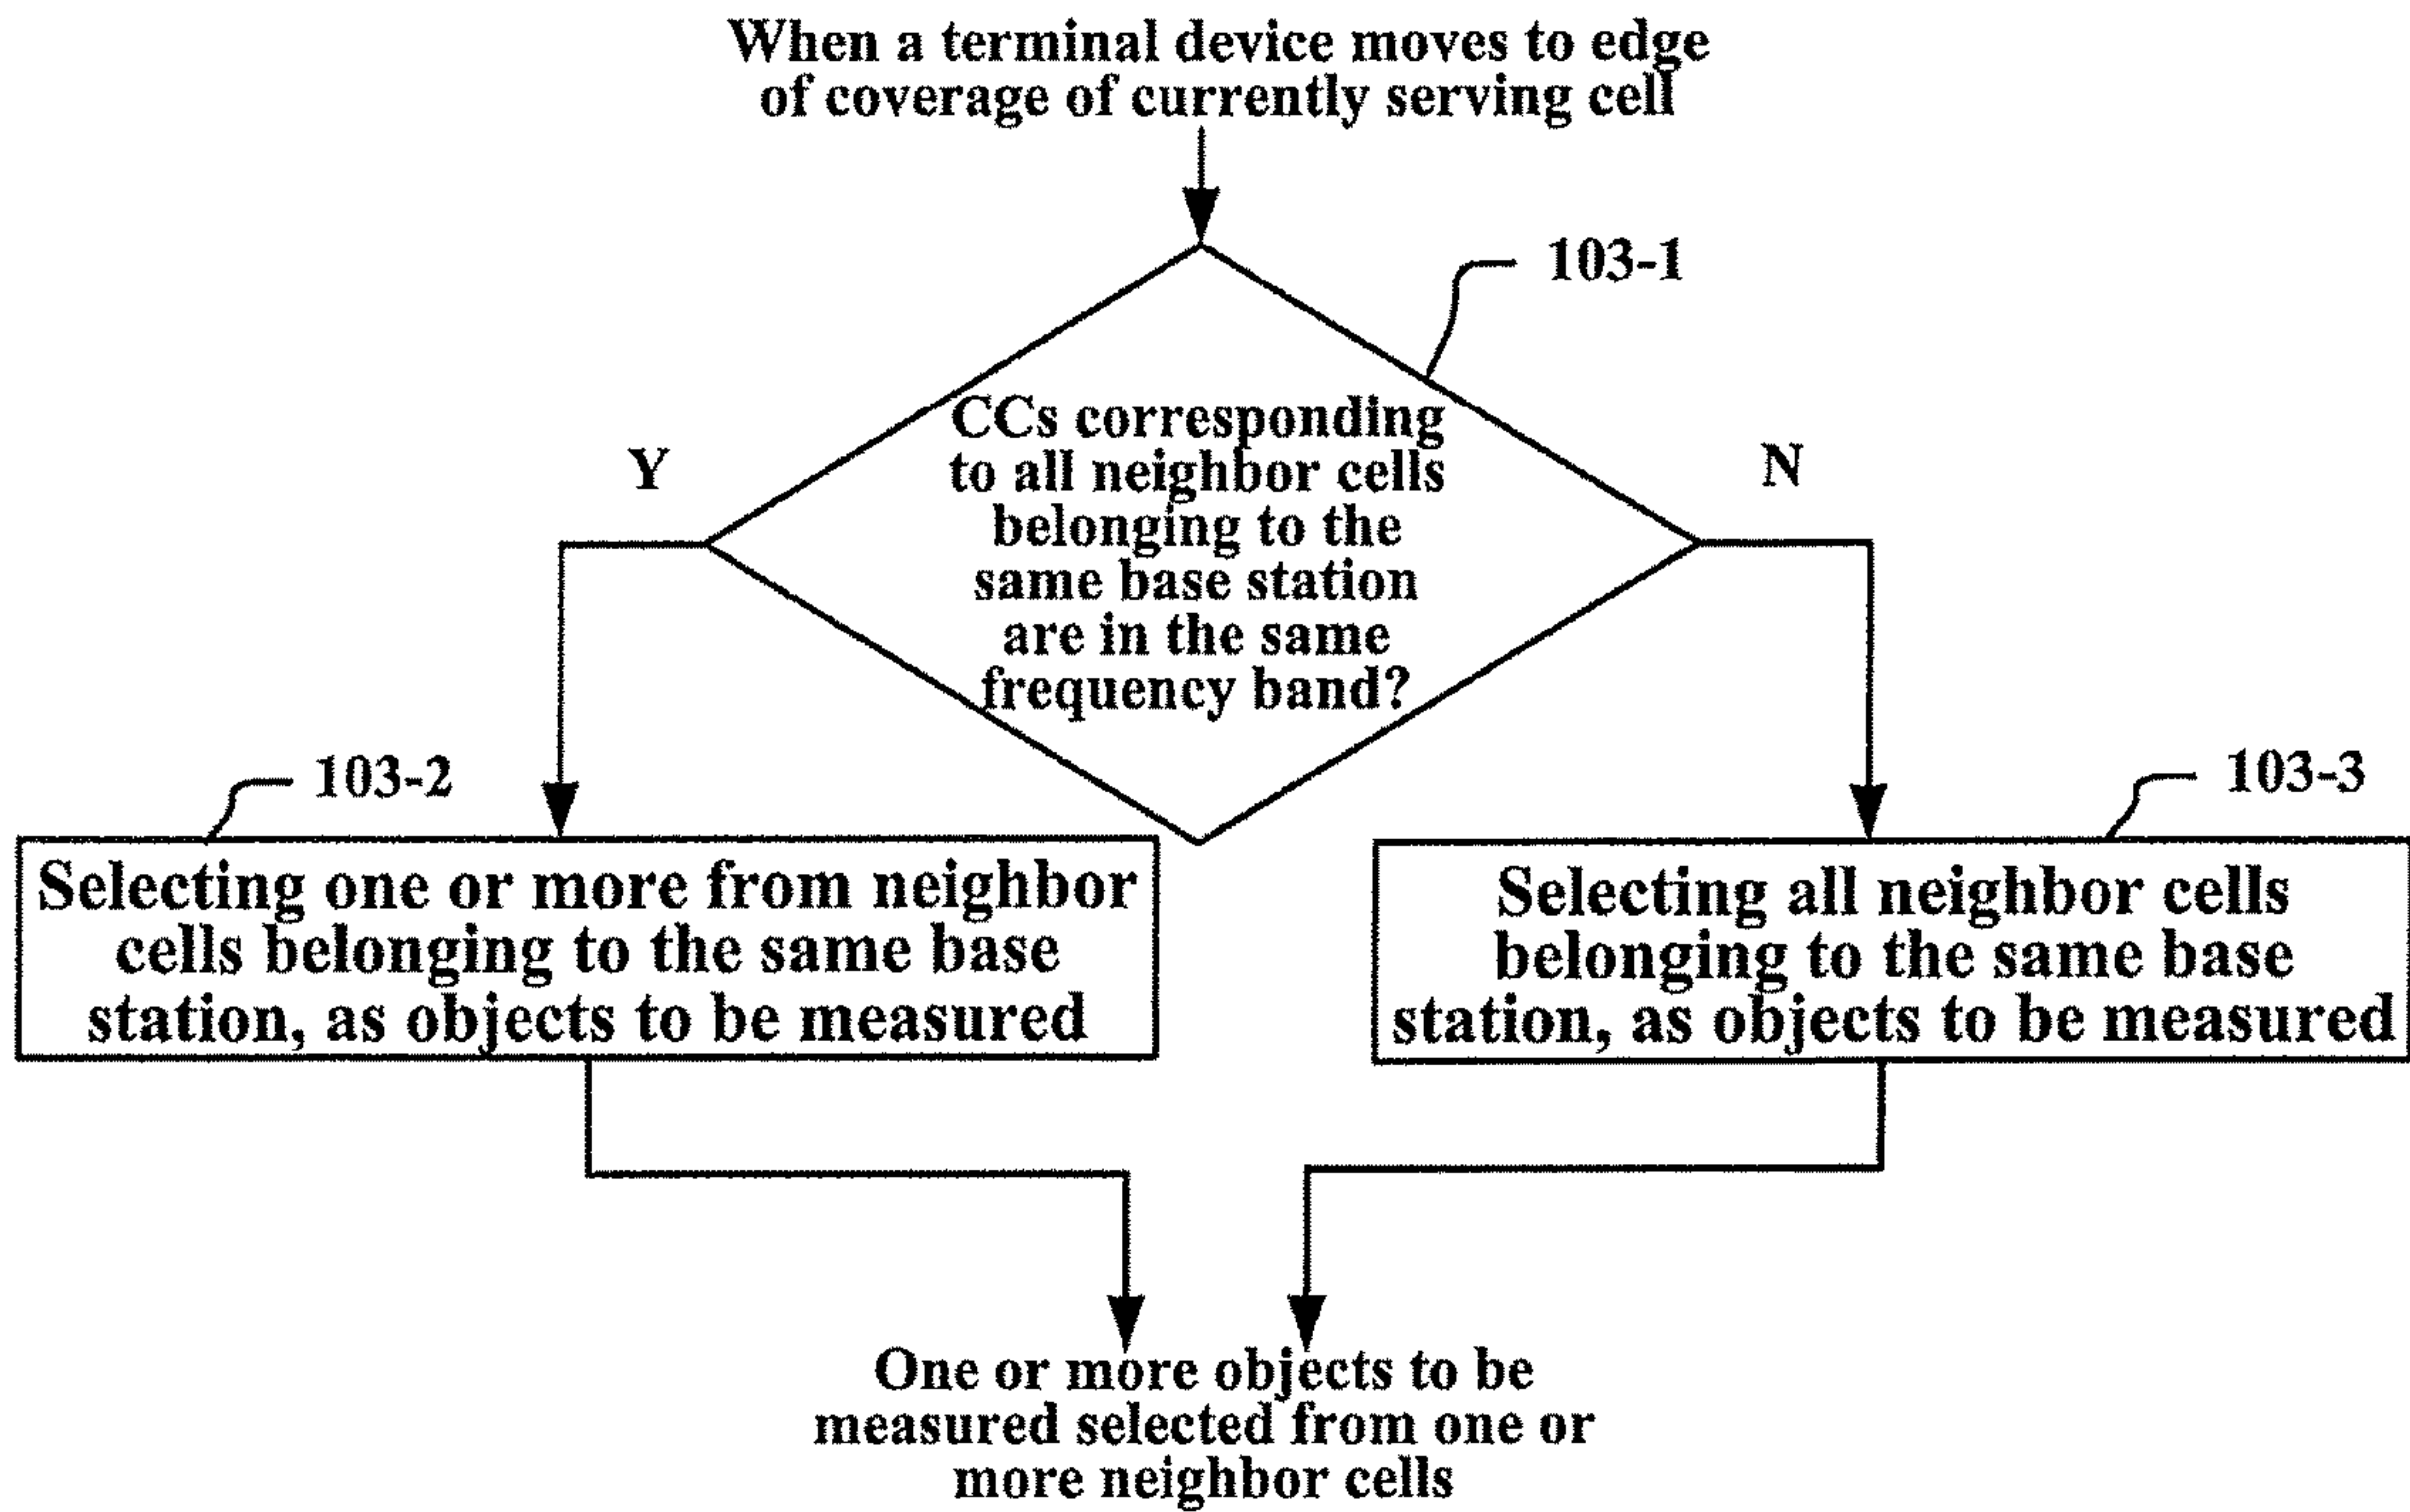 When a terminal device moves to edge
of coverage of currently serving cell
103-1
CCs corresponding
to all neighbor cells
belonging to the
same base station
are in the same
frequency band?
Y
N
103-2
Selecting one or more from neighbor
cells belonging to the same base
station, as objects to be measured
103-3
Selecting all neighbor cells
belonging to the same base
station, as objects to be measured
One or more objects to be
measured selected from one or
more neighbor cells